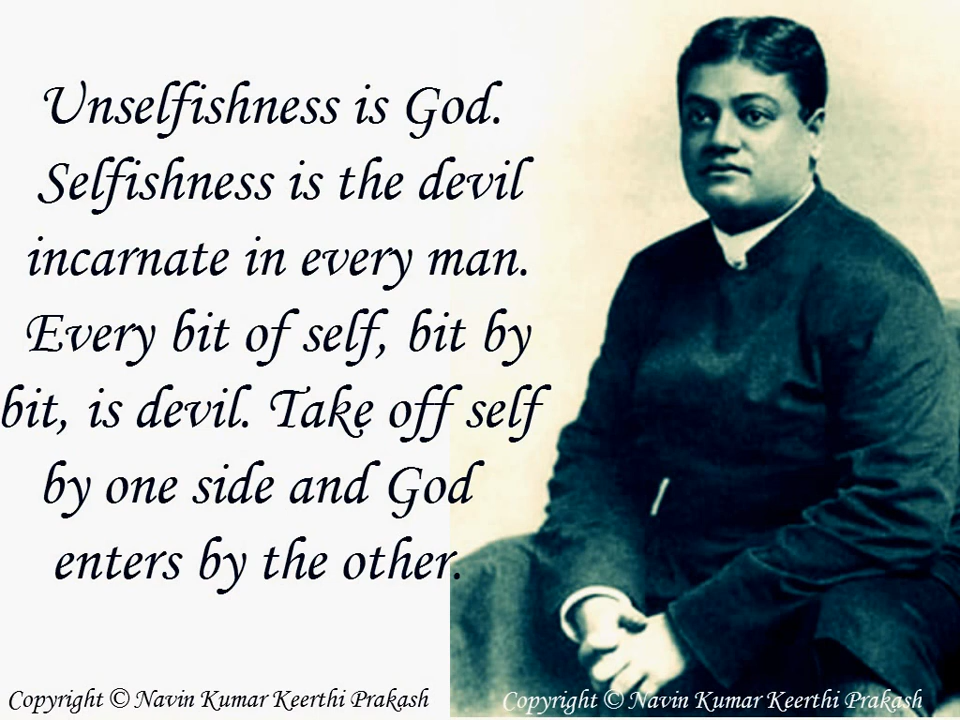 Unselfishness is God.
Selfishness is the devil
incarnate in every man.
Every bit of self, bit by
bit, is devil. Take off self
by one side and God
enters by the other.
Copyright © Navin Kumar Keerthi Prakash
Copyright © Navin Kumar Keerthi Prakash